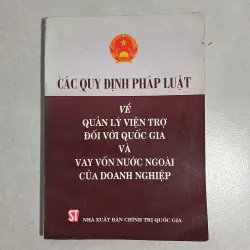 CÁC QUY ĐỊNH PHÁP LUẬT
VỀ
QUẢN LÝ VIỆN TRỢ
ĐỐI VỚI QUỐC GIA
VÀ
VAY VỐN NƯỚC NGOÀI
CỦA DOANH NGHIỆP
ST NHÀ XUẤT BẢN CHÍNH TRỊ QUỐC GIA